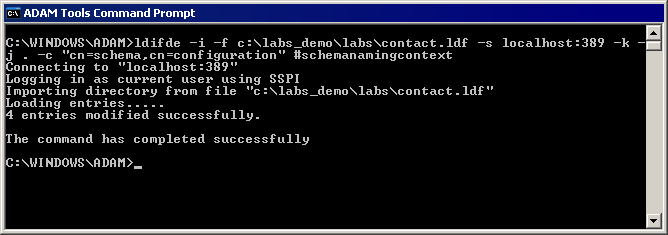 ADAM Tools Command Prompt
C:\WINDOWS\ADAM>ldifde -i -f c:\labs_demo\labs\contact.ldf -s localhost:389 -k -
j . -c "cn=schema,cn=configuration" #schemanamingcontext
Connecting to "localhost:389"
Logging in as current user using SSPI
Importing directory from file "c:\labs_demo\labs\contact.ldf"
Loading entries.....
4 entries modified successfully.
The command has completed successfully
C:\WINDOWS\ADAM>_